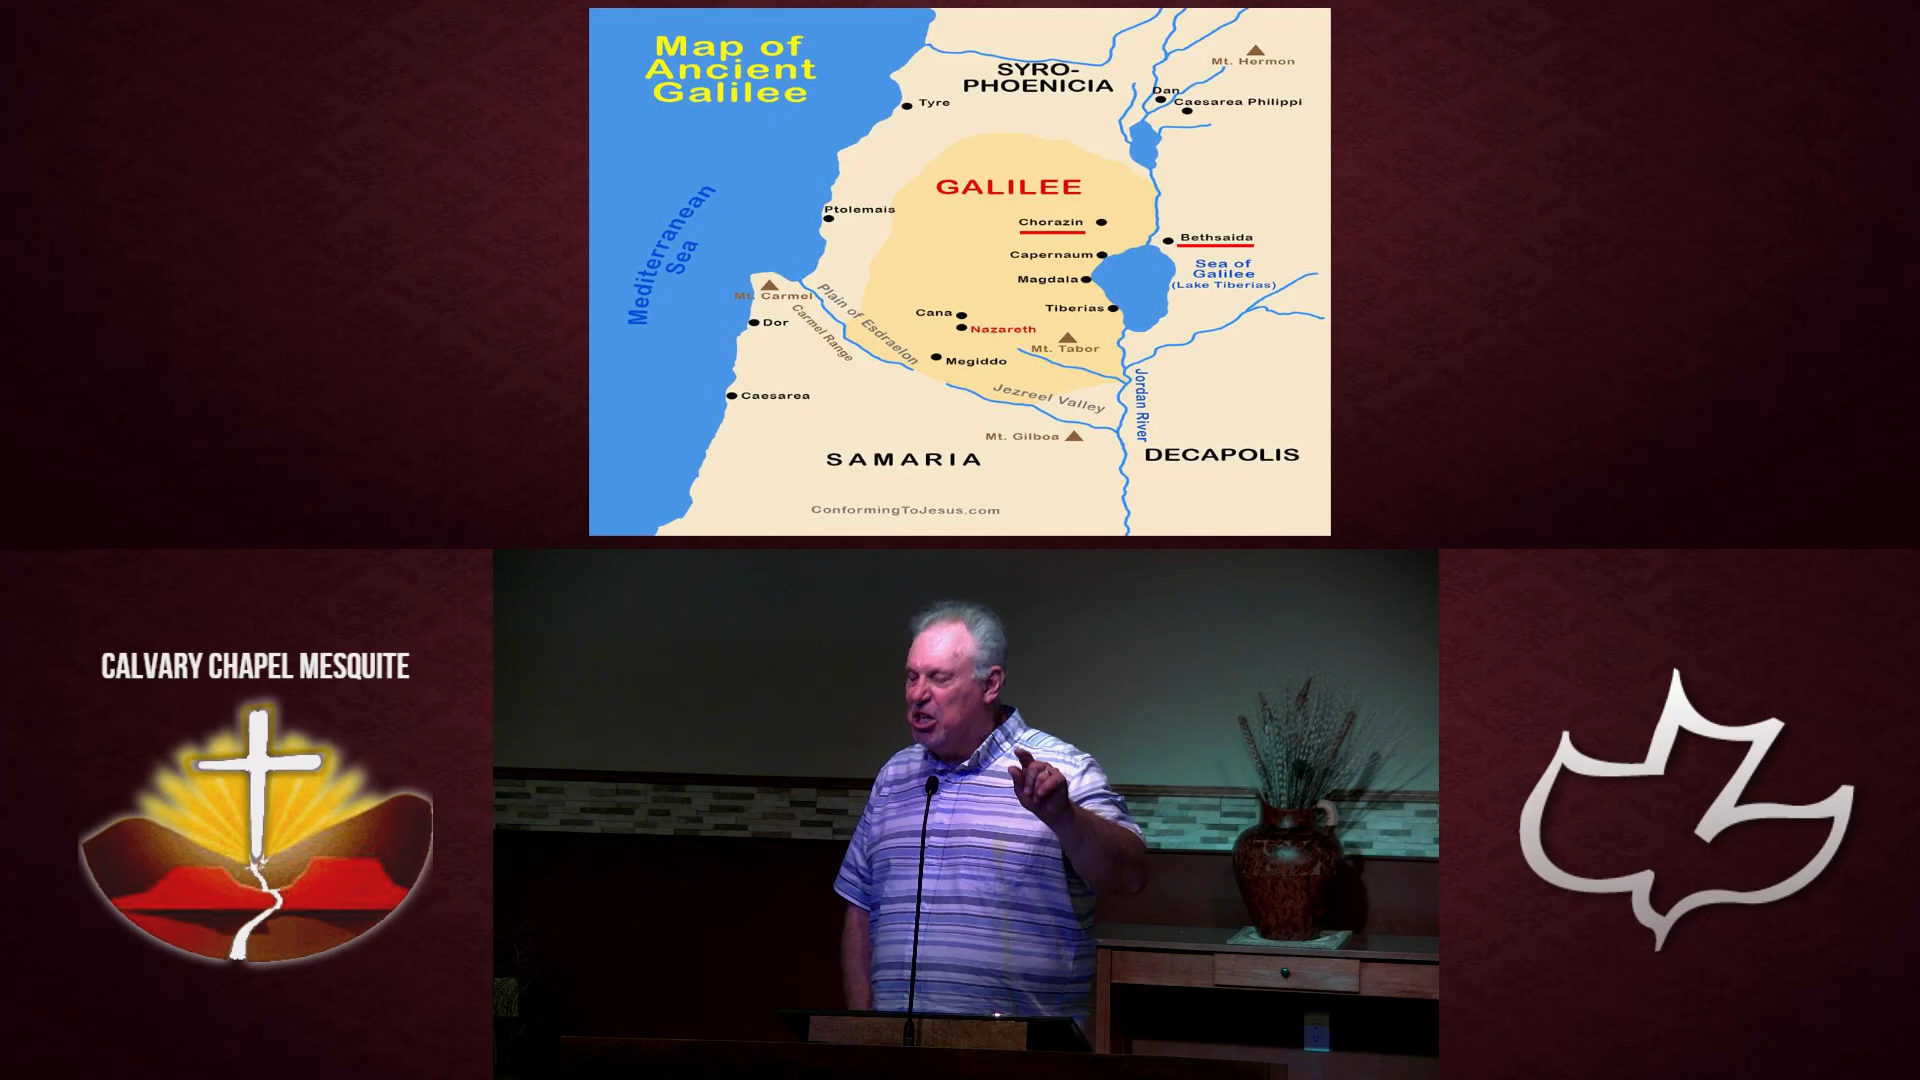 Map of
Ancient
Galilee
SYRO-
PHOENICIA
Mt. Hermon
Dan
Caesarea Philippi
Tyre
GALILEE
Ptolemais
Chorazin
Bethsaida
Capernaum
Sea of
Galilee
(Lake Tiberias)
Magdala
Mediterranean
Sea
Mt. Carmel
Plain of Esdraelon
Carmel Range
Dor
Cana
Tiberias
Nazareth
Mt. Tabor
Megiddo
Jordan River
Jezreel Valley
Caesarea
Mt. Gilboa
SAMARIA
DECAPOLIS
ConformingToJesus.com
CALVARY CHAPEL MESQUITE